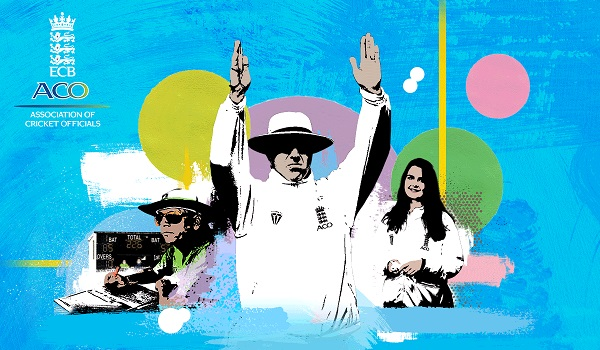 ECB
ACO
ASSOCIATION OF
CRICKET OFFICIALS
BAT TOTAL BAT
OVERS
ACO